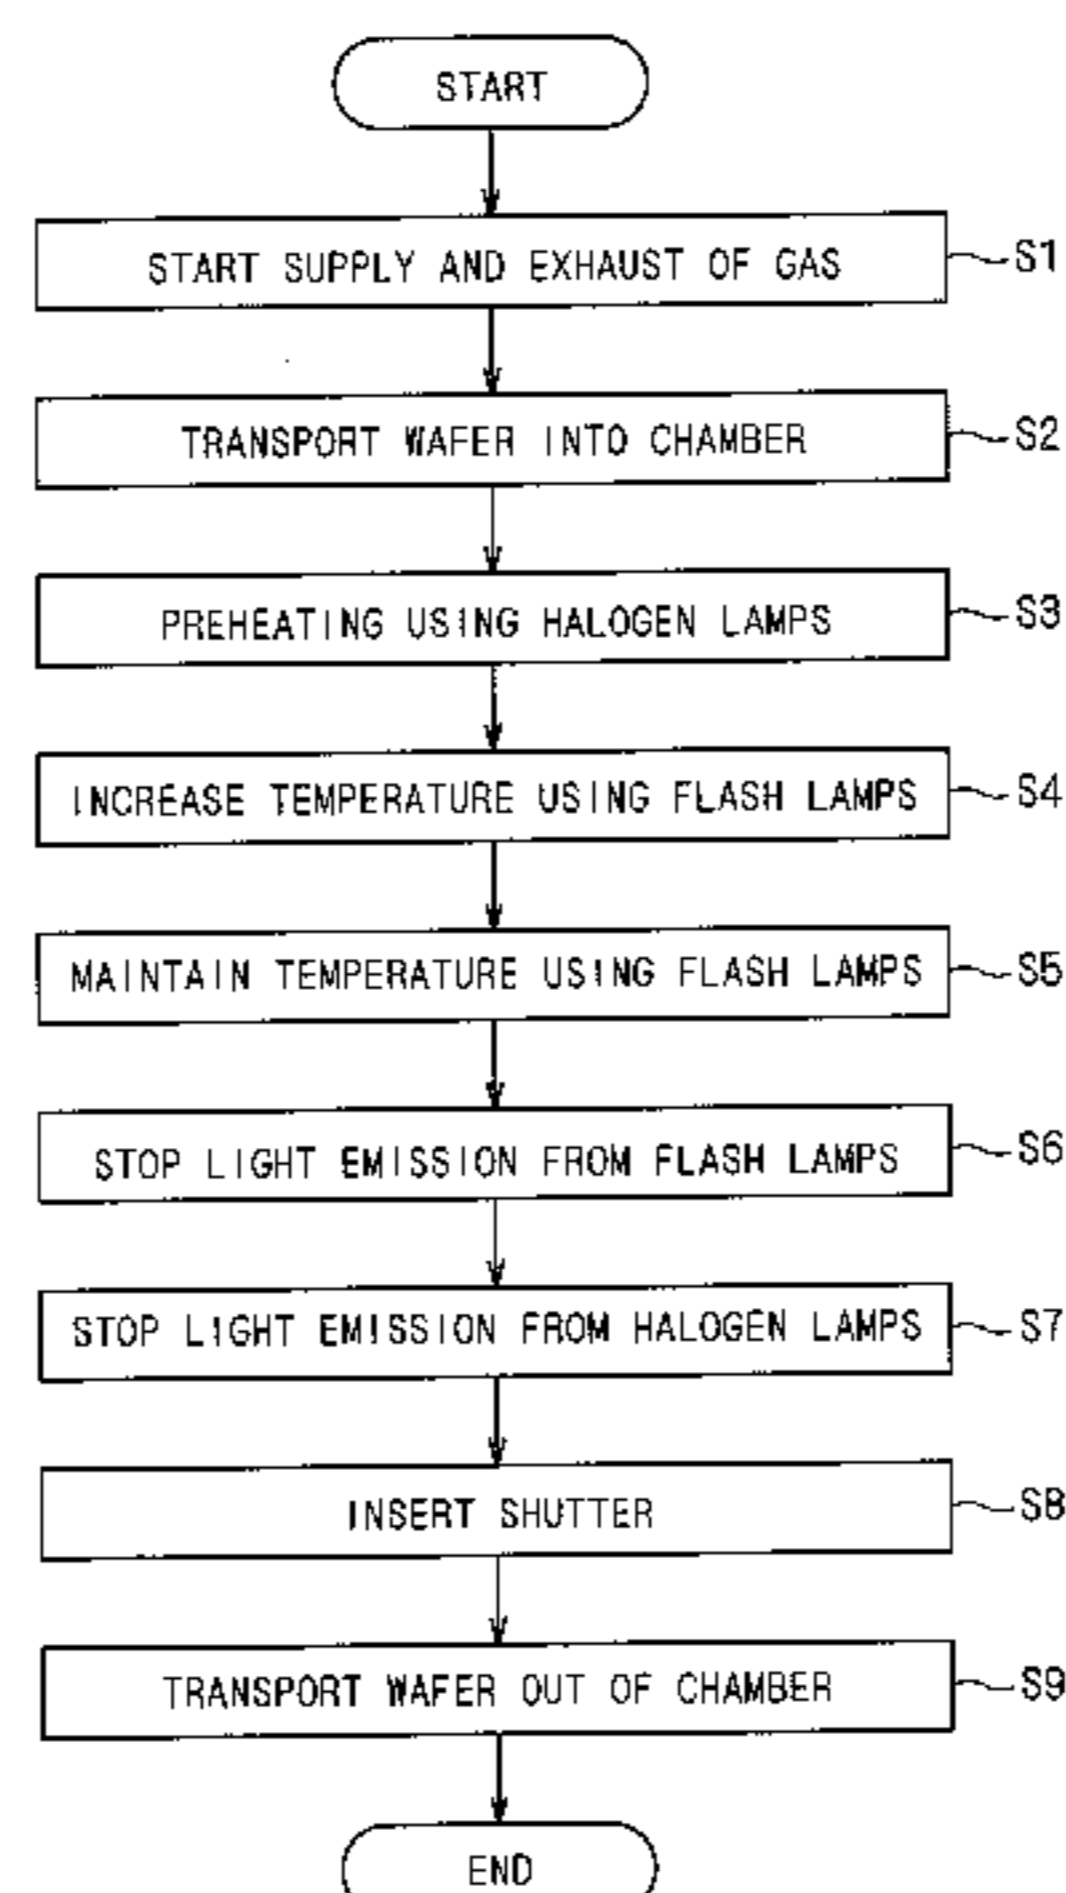 START
START SUPPLY AND EXHAUST OF GAS
S1
TRANSPORT WAFER INTO CHAMBER
S2
PREHEATING USING HALOGEN LAMPS
S3
INCREASE TEMPERATURE USING FLASH LAMPS
S4
MAINTAIN TEMPERATURE USING FLASH LAMPS
S5
STOP LIGHT EMISSION FROM FLASH LAMPS
S6
STOP LIGHT EMISSION FROM HALOGEN LAMPS
S7
INSERT SHUTTER
S8
TRANSPORT WAFER OUT OF CHAMBER
S9
END